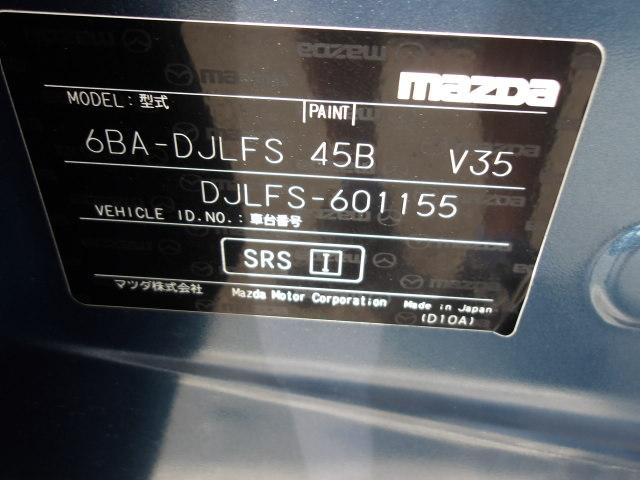 mazda
MODEL：型式
PAINT
6BA-DJLFS 45B V35
DJLFS-601155
VEHICLE ID.NO.：車台番号
SRS I
マツダ株式会社 Mazda Motor Corporation Made in Japan
(D10A)